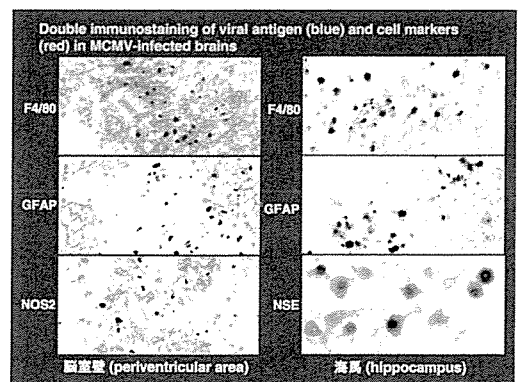 Double immunostaining of viral antigen (blue) and cell markers
(red) in MCMV-infected brains
F4/80
GFAP
NOS2
脳室壁 (periventricular area)
F4/80
GFAP
NSE
海馬 (hippocampus)